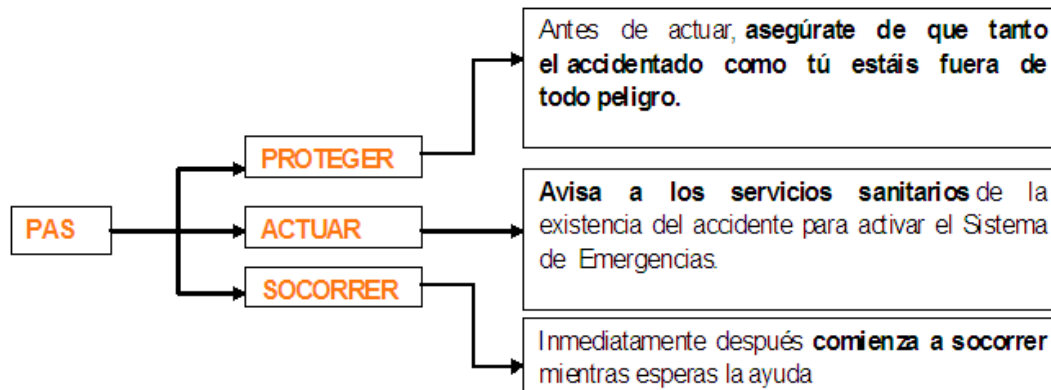 PAS
PROTEGER
Antes de actuar, asegúrate de que tanto
el accidentado como tú estáis fuera de
todo peligro.
ACTUAR
Avisa a los servicios sanitarios de la
existencia del accidente para activar el Sistema
de Emergencias.
SOCORRER
Inmediatamente después comienza a socorrer
mientras esperas la ayuda